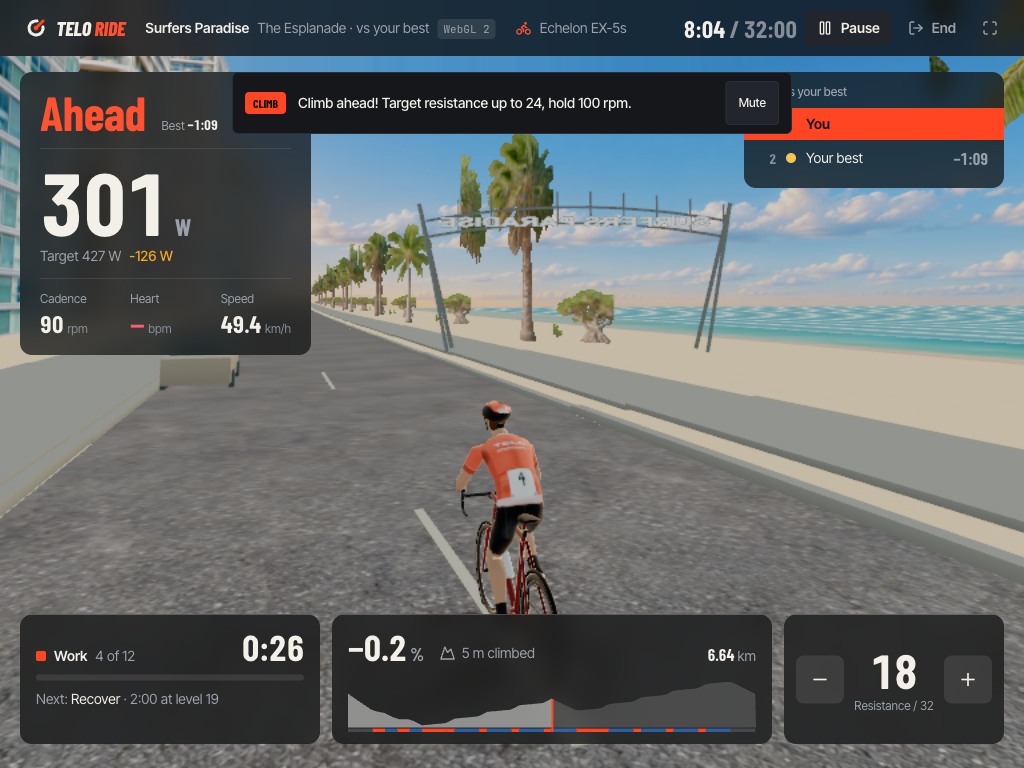 TELO RIDE Surfers Paradise The Esplanade · vs your best WebGL 2 Echelon EX-5s 8:04 / 32:00 Pause End
Ahead Best −1:09
CLIMB Climb ahead! Target resistance up to 24, hold 100 rpm. Mute
s your best
You
2 Your best −1:09
301 W
Target 427 W -126 W
Cadence Heart Speed
90 rpm — bpm 49.4 km/h
4
Work 4 of 12 0:26
Next: Recover · 2:00 at level 19
−0.2 % 5 m climbed 6.64 km
− 18 +
Resistance / 32